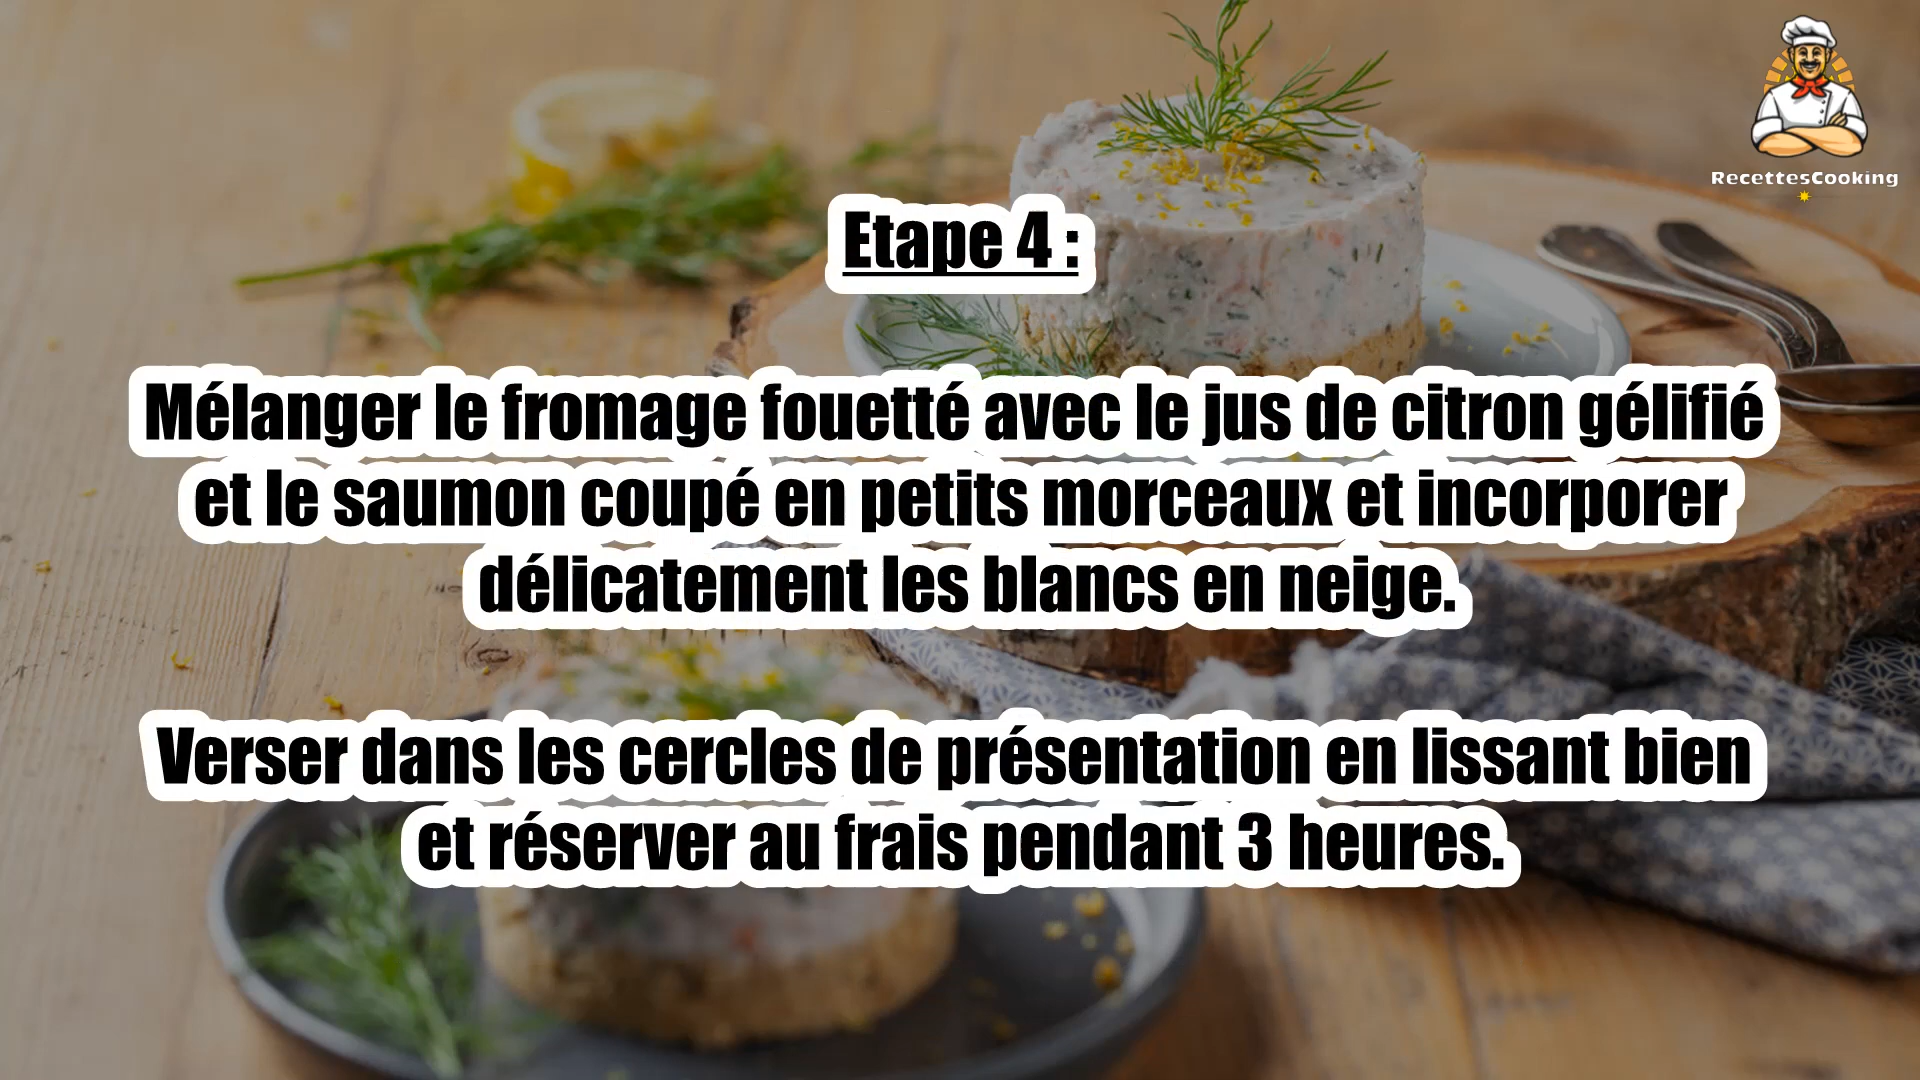 RecettesCooking
Etape 4 :
Mélanger le fromage fouetté avec le jus de citron gélifié
et le saumon coupé en petits morceaux et incorporer
délicatement les blancs en neige.
Verser dans les cercles de présentation en lissant bien
et réserver au frais pendant 3 heures.